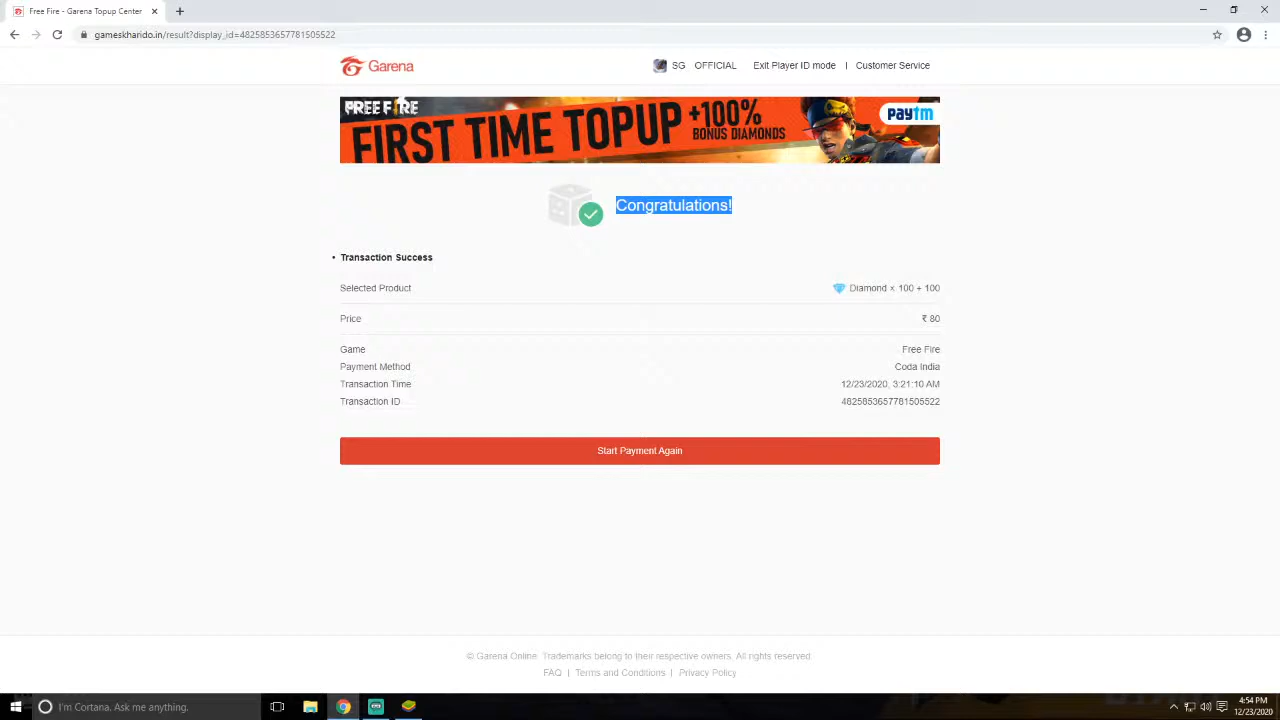 Free Fire - Garena Topup Center
gameskharido.in/result?display_id=4825853657781505522
Garena
SG OFFICIAL Exit Player ID mode | Customer Service
FREE FIRE
FIRST TIME TOPUP +100% BONUS DIAMONDS
paytm
Congratulations!
• Transaction Success
Selected Product Diamond × 100 + 100
Price ₹ 80
Game Free Fire
Payment Method Coda India
Transaction Time 12/23/2020, 3:21:10 AM
Transaction ID 4825853657781505522
Start Payment Again
© Garena Online. Trademarks belong to their respective owners. All rights reserved.
FAQ | Terms and Conditions | Privacy Policy
I'm Cortana. Ask me anything.
4:54 PM
12/23/2020